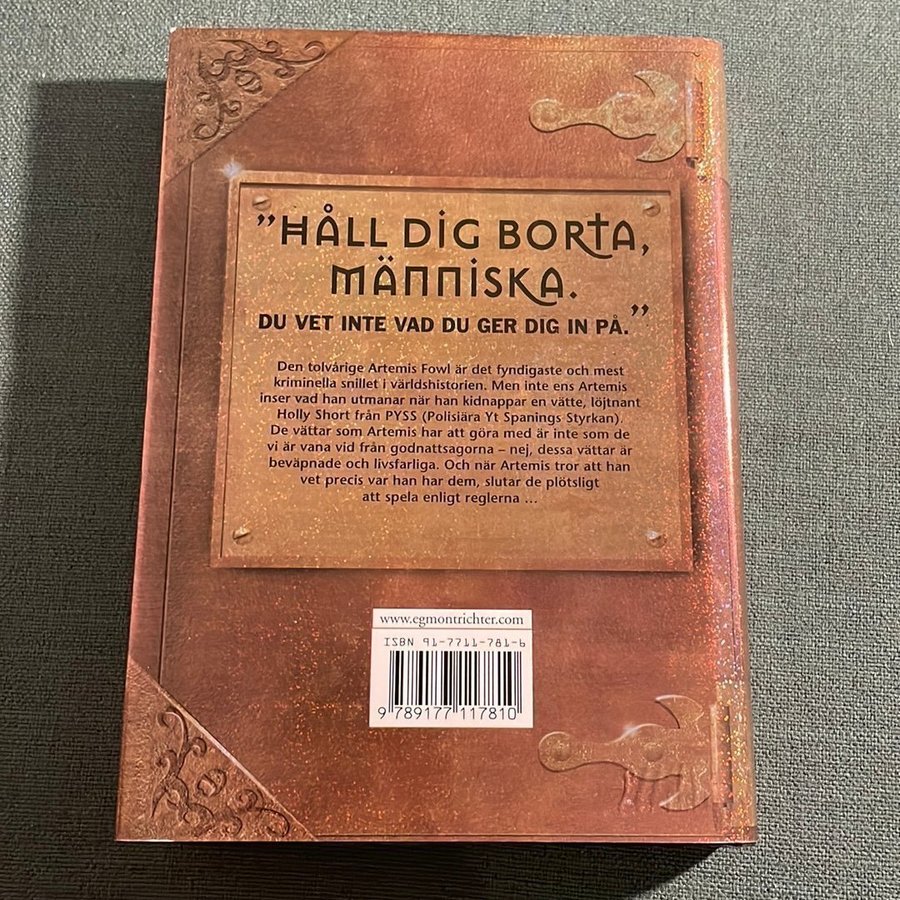 ”HÅLL DIG BORTA,
MÄNNISKA.
DU VET INTE VAD DU GER DIG IN PÅ.”
Den tolvårige Artemis Fowl är det fyndigaste och mest
kriminella snillet i världshistorien. Men inte ens Artemis
inser vad han utmanar när han kidnappar en vätte, löjtnant
Holly Short från PYSS (Polisiära Yt Spanings Styrkan).
De vättar som Artemis har att göra med är inte som de
vi är vana vid från godnattsagorna – nej, dessa vättar är
beväpnade och livsfarliga. Och när Artemis tror att han
vet precis var han har dem, slutar de plötsligt
att spela enligt reglerna ...
www.egmontrichter.com
ISBN 91-7711-781-6
9 789177 117810